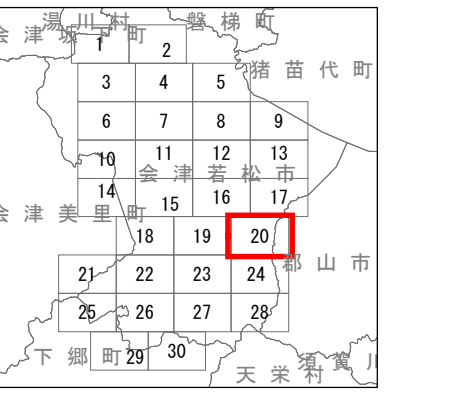 湯川村
磐梯町
会津坂下町
1 2
猪苗代町
3 4 5
6 7 8 9
10 11 12 13
会津若松市
14 15 16 17
会津美里町
18 19 20
郡山市
21 22 23 24
25 26 27 28
下郷町
29 30
須賀川
天栄村